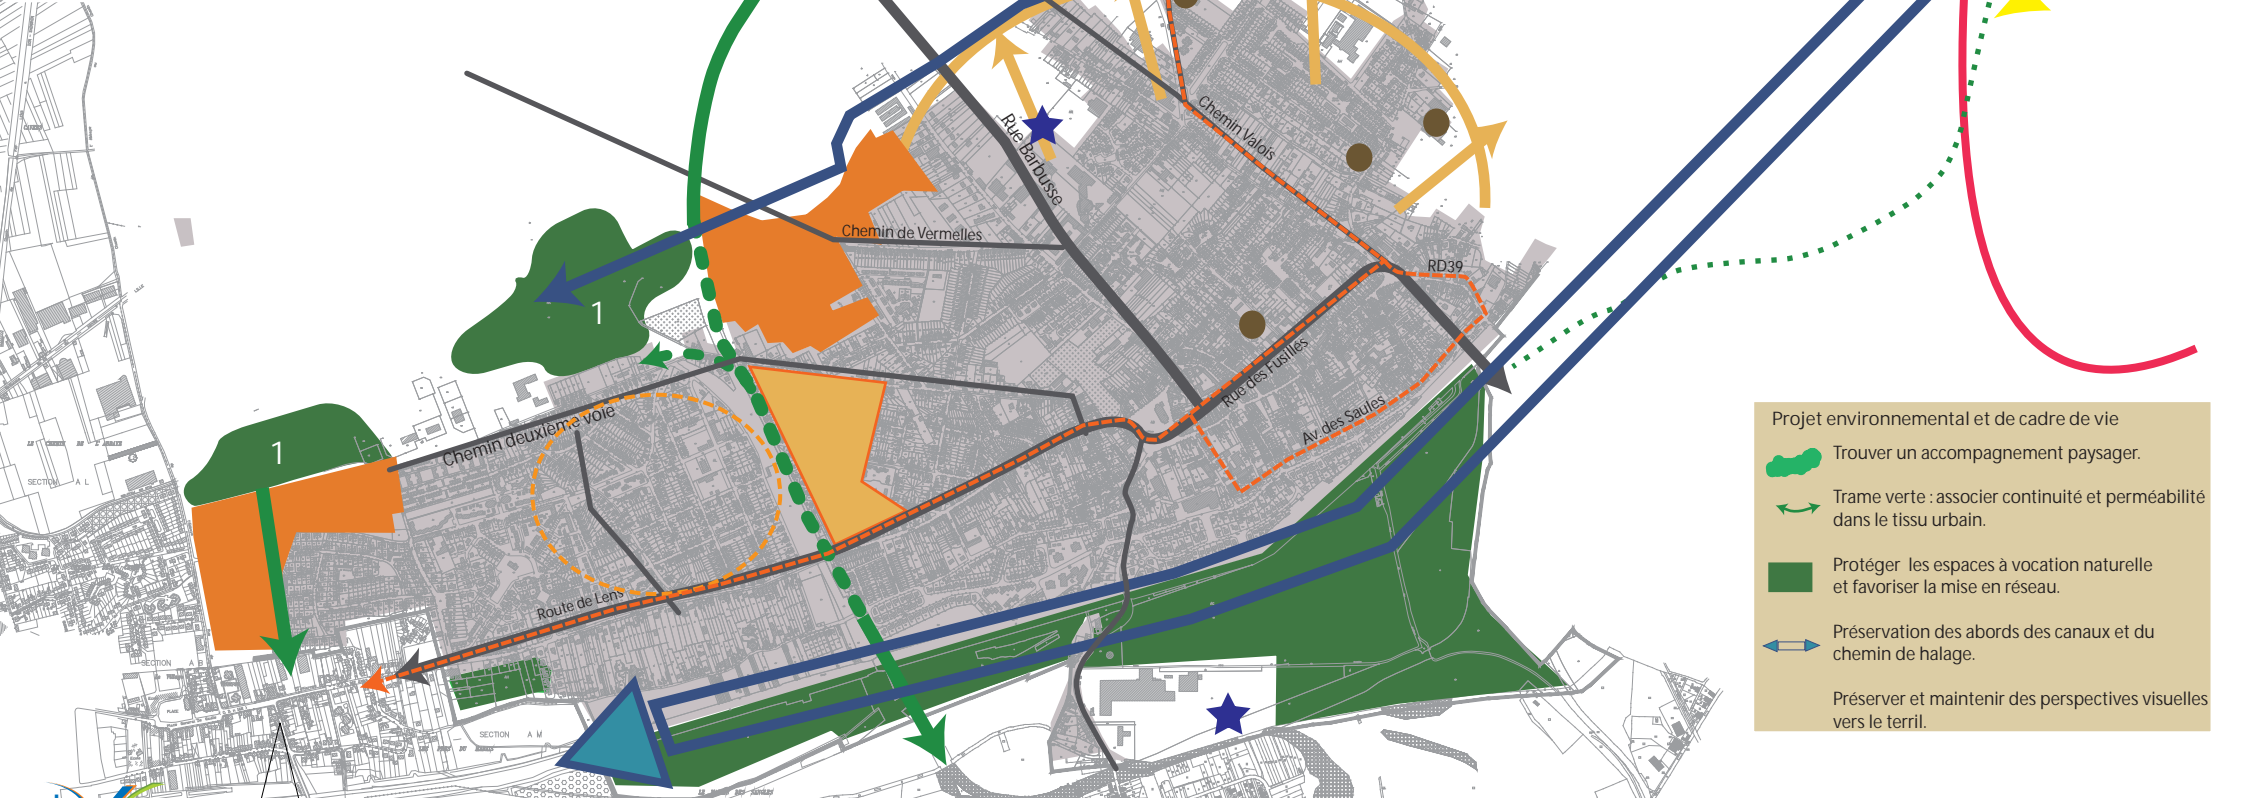 Rue Barbusse
Chemin Valois
Chemin de Vermelles
RD39
1
Rue des Fusillés
Av. des Saules
Chemin deuxième voie
1
SECTION A L
Route de Lens
SECTION A B
PLACE
SECTION A M
Projet environnemental et de cadre de vie
Trouver un accompagnement paysager.
Trame verte : associer continuité et perméabilité
dans le tissu urbain.
Protéger les espaces à vocation naturelle
et favoriser la mise en réseau.
Préservation des abords des canaux et du
chemin de halage.
Préserver et maintenir des perspectives visuelles
vers le terril.